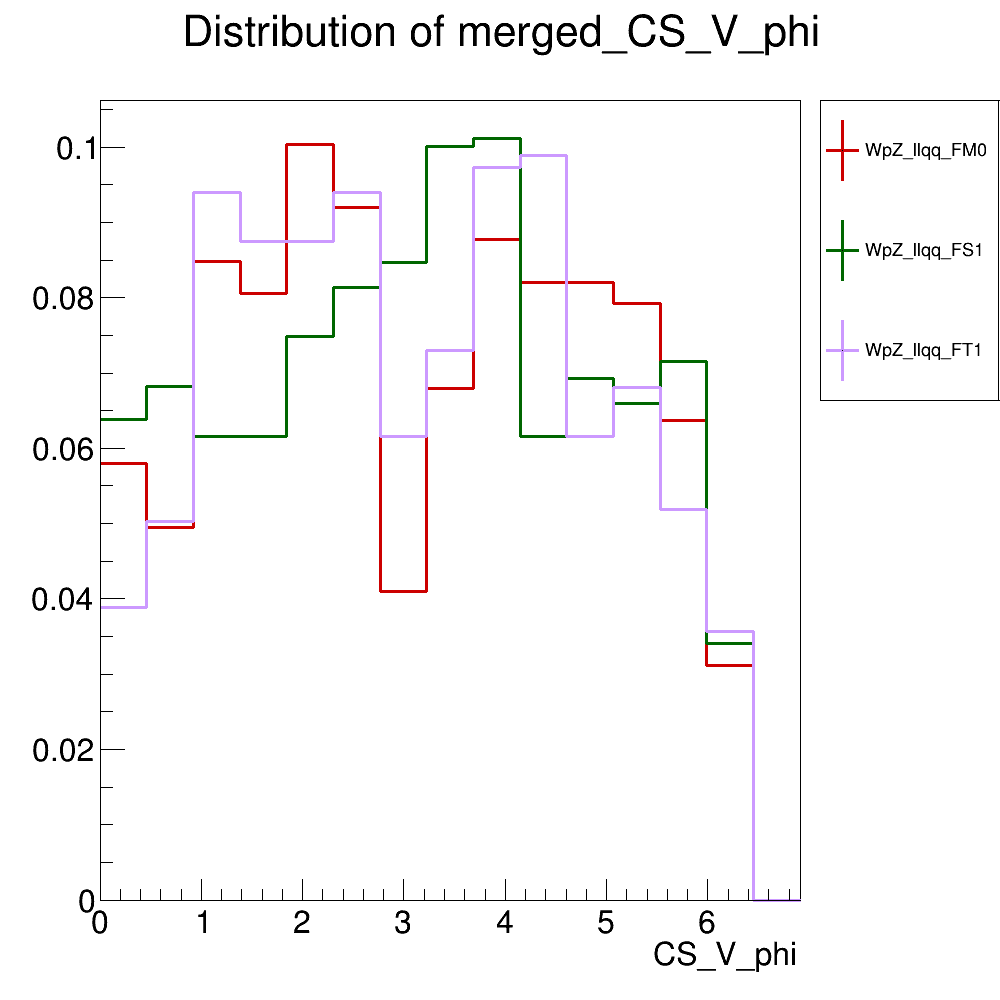 Distribution of merged_CS_V_phi
0.1
0.08
0.06
0.04
0.02
0
0 1 2 3 4 5 6
CS_V_phi
WpZ_llqq_FM0
WpZ_llqq_FS1
WpZ_llqq_FT1